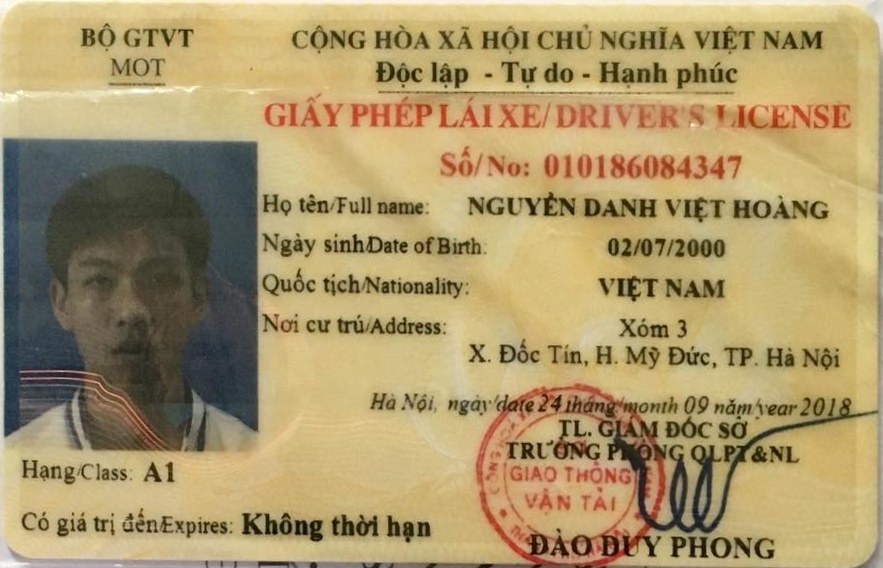 BỘ GTVT
MOT
CỘNG HÒA XÃ HỘI CHỦ NGHĨA VIỆT NAM
Độc lập - Tự do - Hạnh phúc
GIẤY PHÉP LÁI XE/ DRIVER'S LICENSE
Số/No: 010186084347
Họ tên/Full name: NGUYỄN DANH VIỆT HOÀNG
Ngày sinh/Date of Birth: 02/07/2000
Quốc tịch/Nationality: VIỆT NAM
Nơi cư trú/Address: Xóm 3
X. Đốc Tín, H. Mỹ Đức, TP. Hà Nội
Hà Nội, ngày/date 24 tháng/month 09 năm/year 2018
TL. GIÁM ĐỐC SỞ
TRƯỞNG PHÒNG QLPT&NL
GIAO THÔNG
VẬN TẢI
Hạng/Class: A1
Có giá trị đến/Expires: Không thời hạn
ĐÀO DUY PHONG